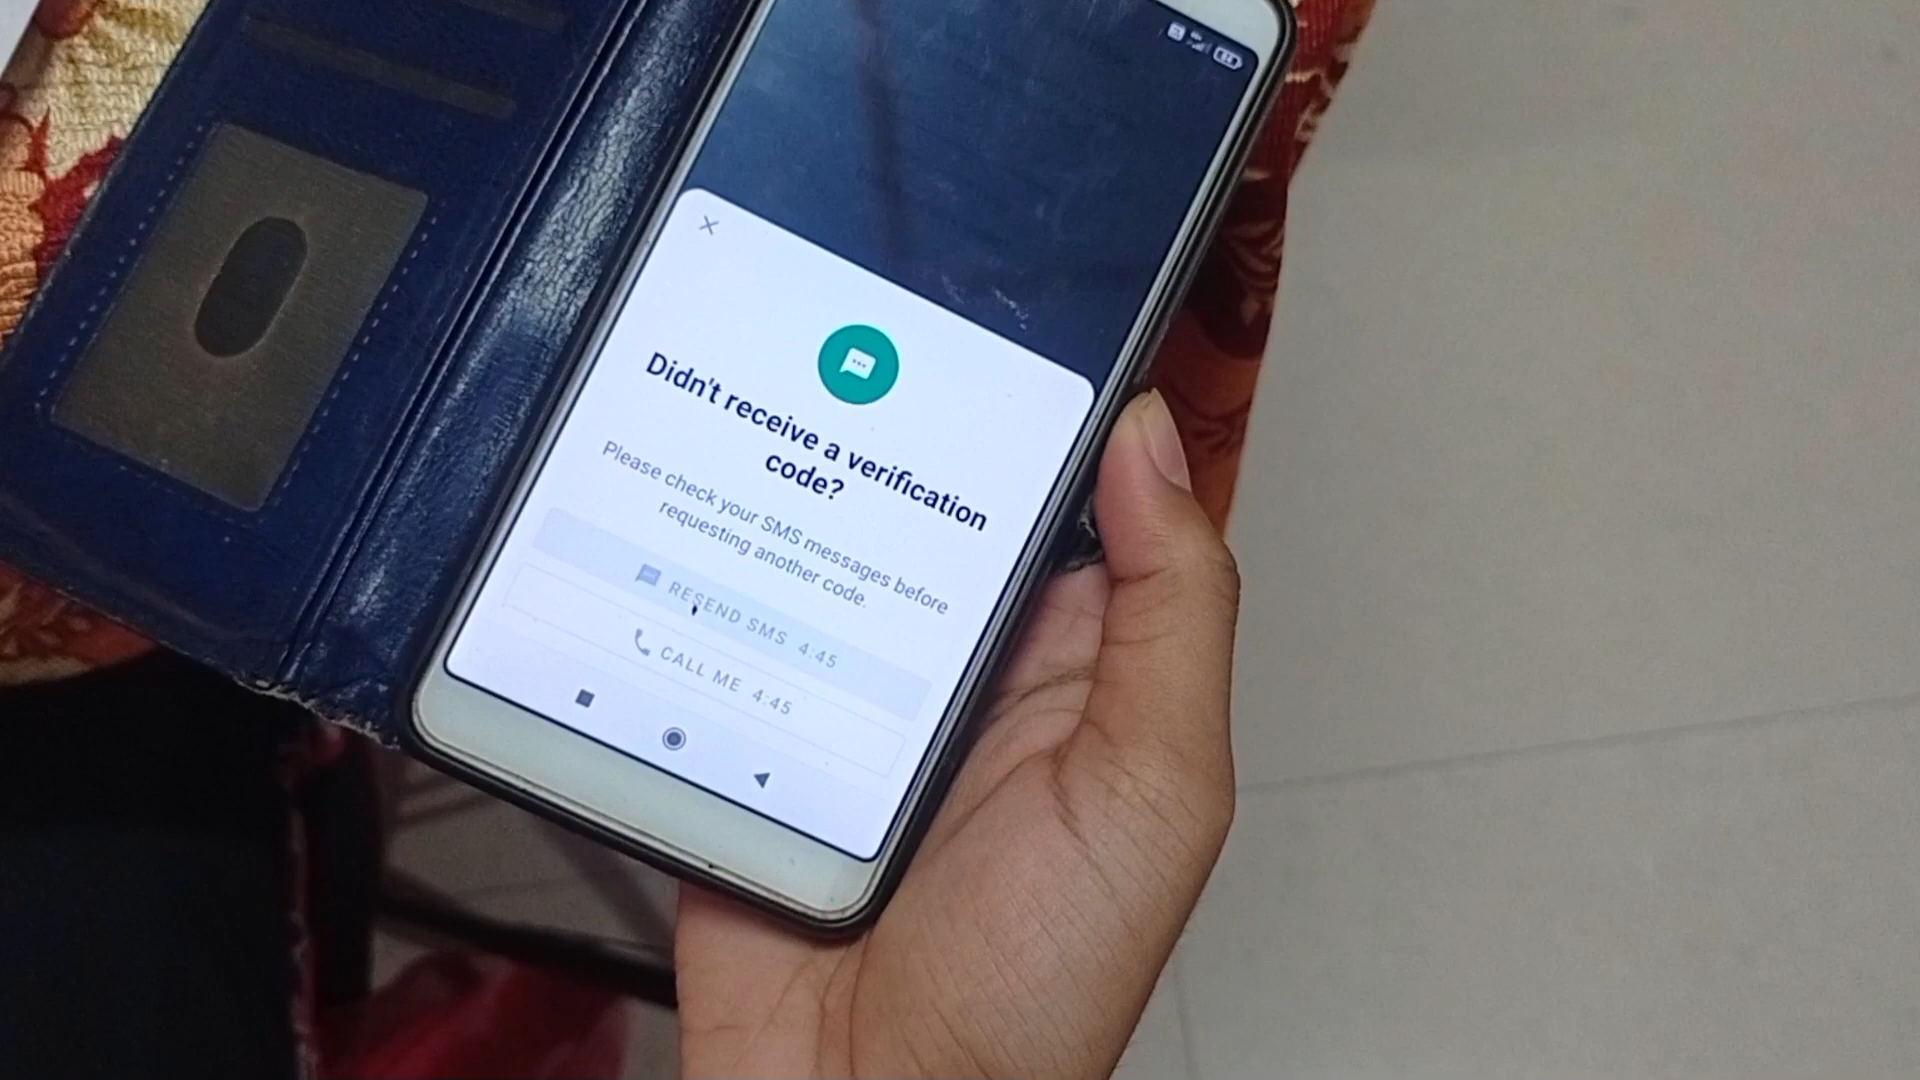 Didn't receive a verification
code?
Please check your SMS messages before
requesting another code.
RESEND SMS 4:45
CALL ME 4:45